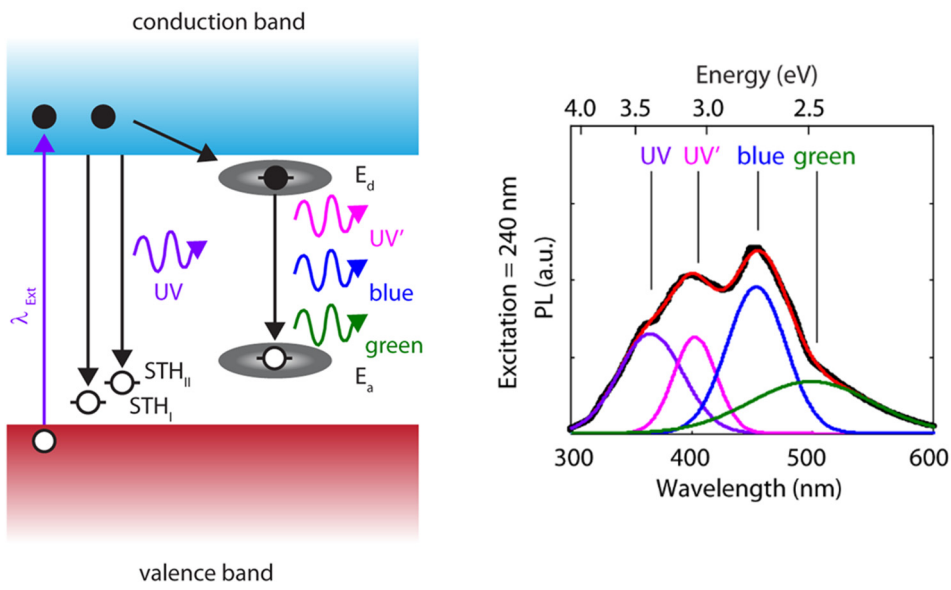 conduction band
E_d
UV'
UV
blue
λ_Ext
green
STH_II
STH_I
E_a
valence band
Energy (eV)
4.0 3.5 3.0 2.5
UV UV' blue green
Excitation = 240 nm
PL (a.u.)
300 400 500 600
Wavelength (nm)